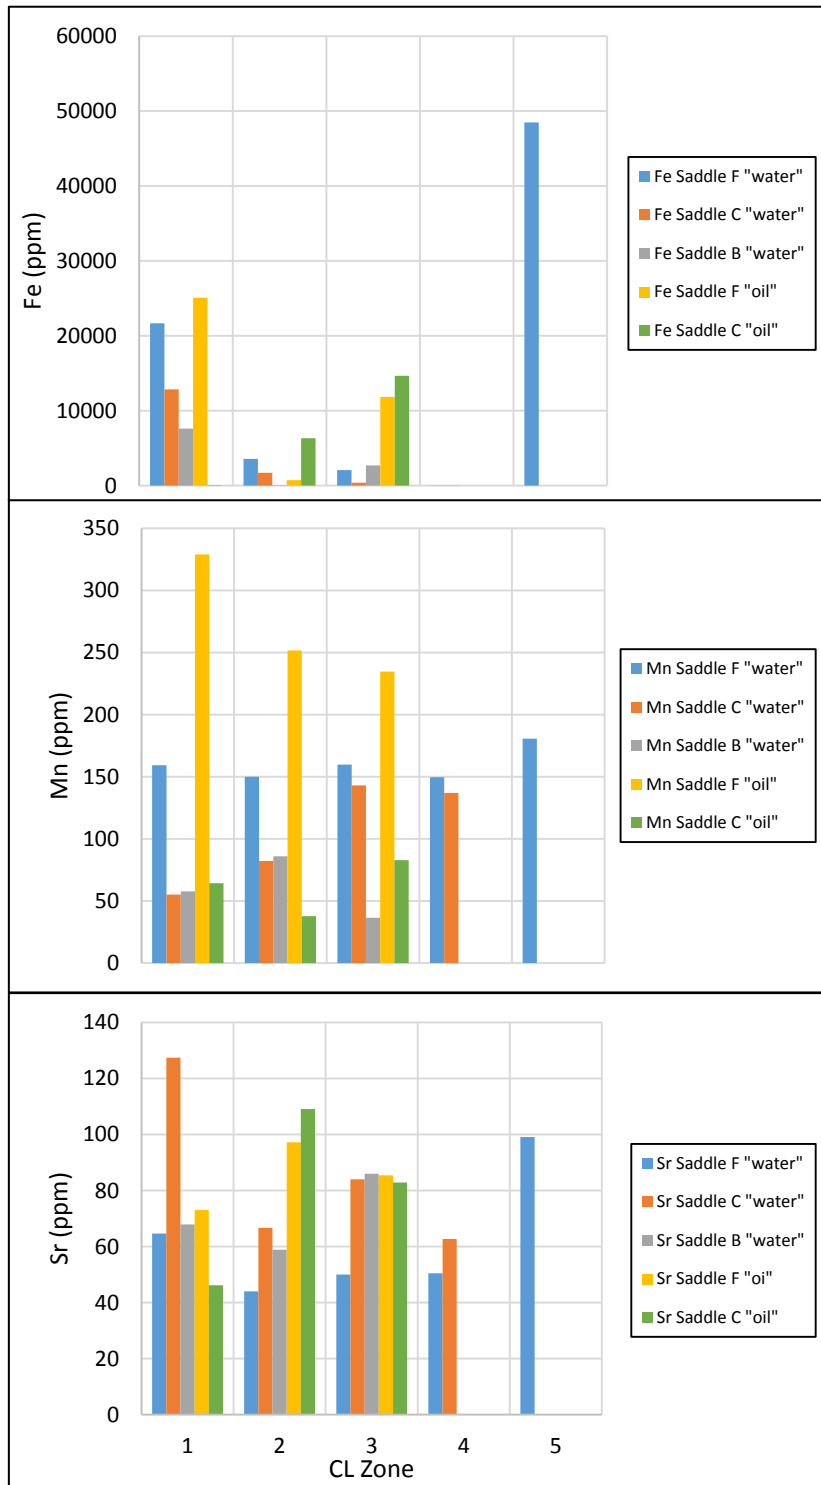 60000
50000
40000
30000
20000
10000
0
Fe (ppm)
Fe Saddle F "water"
Fe Saddle C "water"
Fe Saddle B "water"
Fe Saddle F "oil"
Fe Saddle C "oil"
350
300
250
200
150
100
50
0
Mn (ppm)
Mn Saddle F "water"
Mn Saddle C "water"
Mn Saddle B "water"
Mn Saddle F "oil"
Mn Saddle C "oil"
140
120
100
80
60
40
20
0
Sr (ppm)
Sr Saddle F "water"
Sr Saddle C "water"
Sr Saddle B "water"
Sr Saddle F "oi"
Sr Saddle C "oil"
1 2 3 4 5
CL Zone